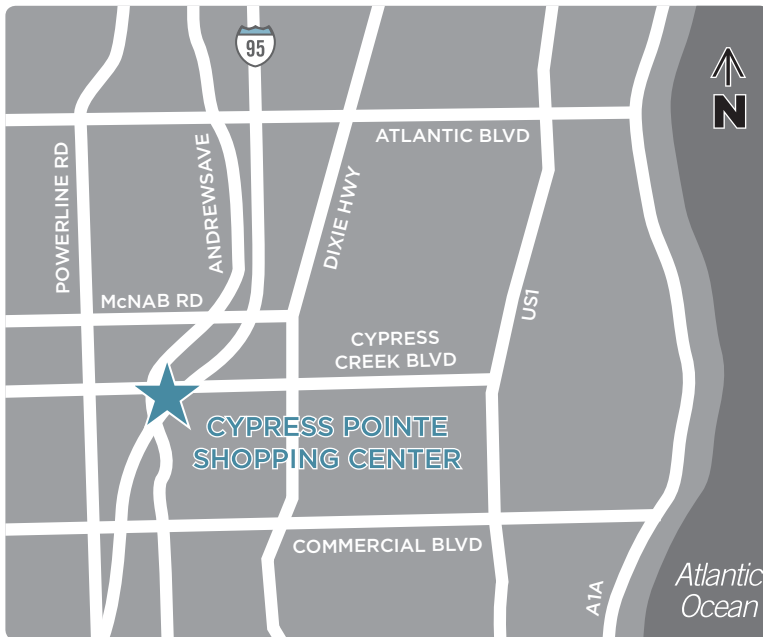 95
N
ATLANTIC BLVD
POWERLINE RD
ANDREWSAVE
DIXIE HWY
McNAB RD
US1
CYPRESS
CREEK BLVD
CYPRESS POINTE
SHOPPING CENTER
COMMERCIAL BLVD
A1A
Atlantic
Ocean